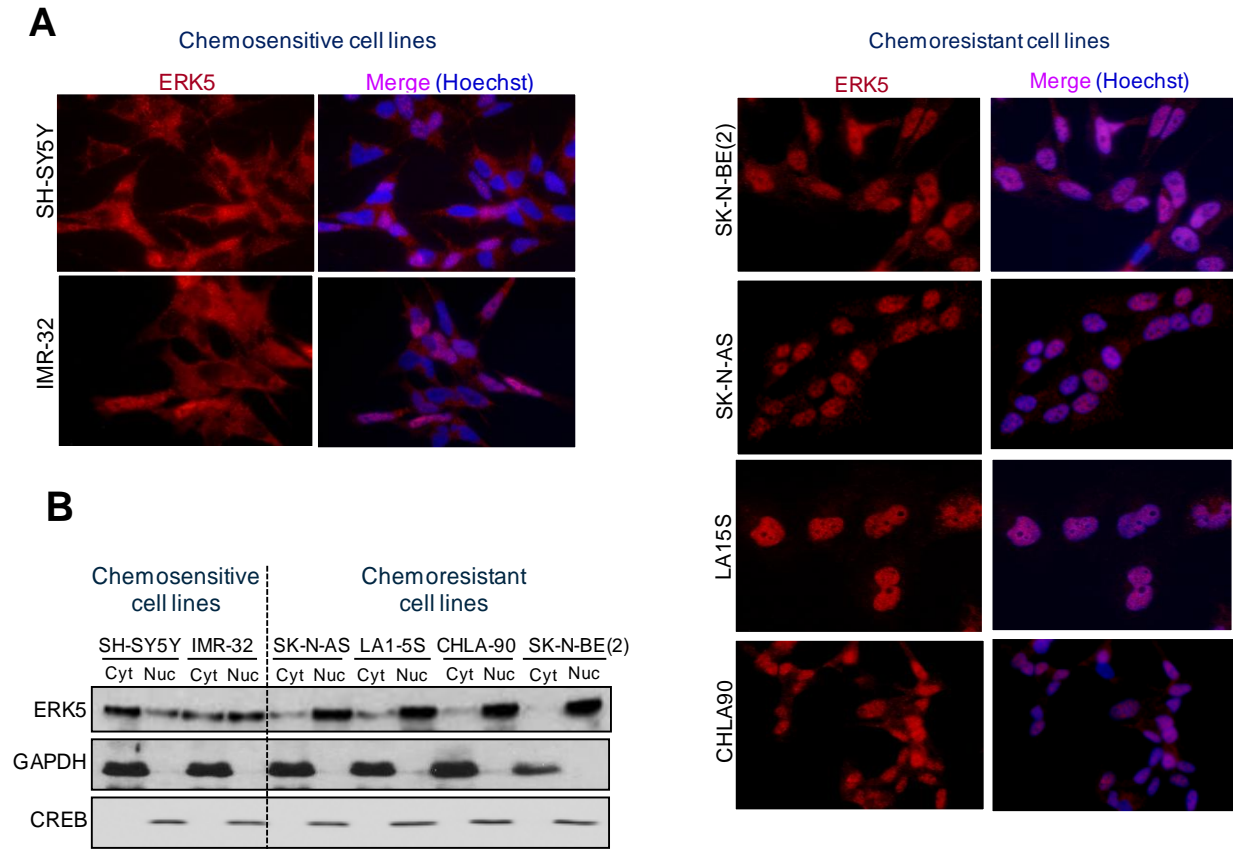 A
Chemosensitive cell lines
ERK5 Merge (Hoechst)
SH-SY5Y
IMR-32
Chemoresistant cell lines
ERK5 Merge (Hoechst)
SK-N-BE(2)
SK-N-AS
LA15S
CHLA90
B
Chemosensitive
cell lines
Chemoresistant
cell lines
SH-SY5Y IMR-32 SK-N-AS LA1-5S CHLA-90 SK-N-BE(2)
Cyt Nuc Cyt Nuc Cyt Nuc Cyt Nuc Cyt Nuc Cyt Nuc
ERK5
GAPDH
CREB